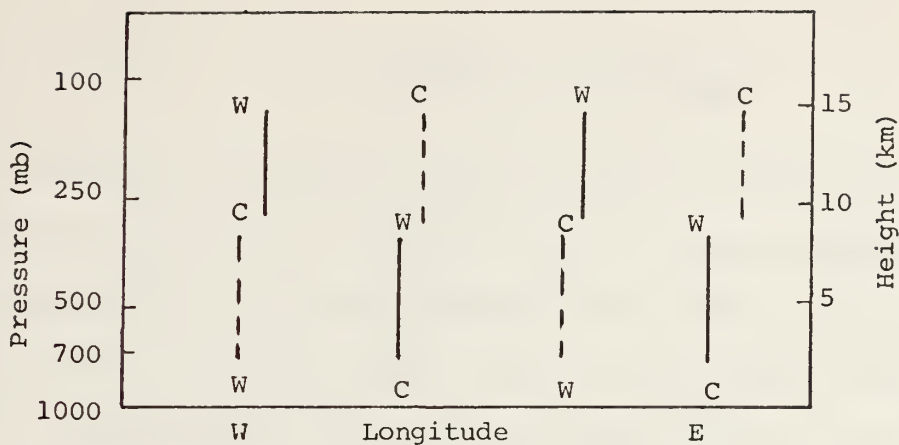 100
250
500
700
1000
Pressure (mb)
W C W C
C W C W
W C W C
15
10
5
Height (km)
W Longitude E